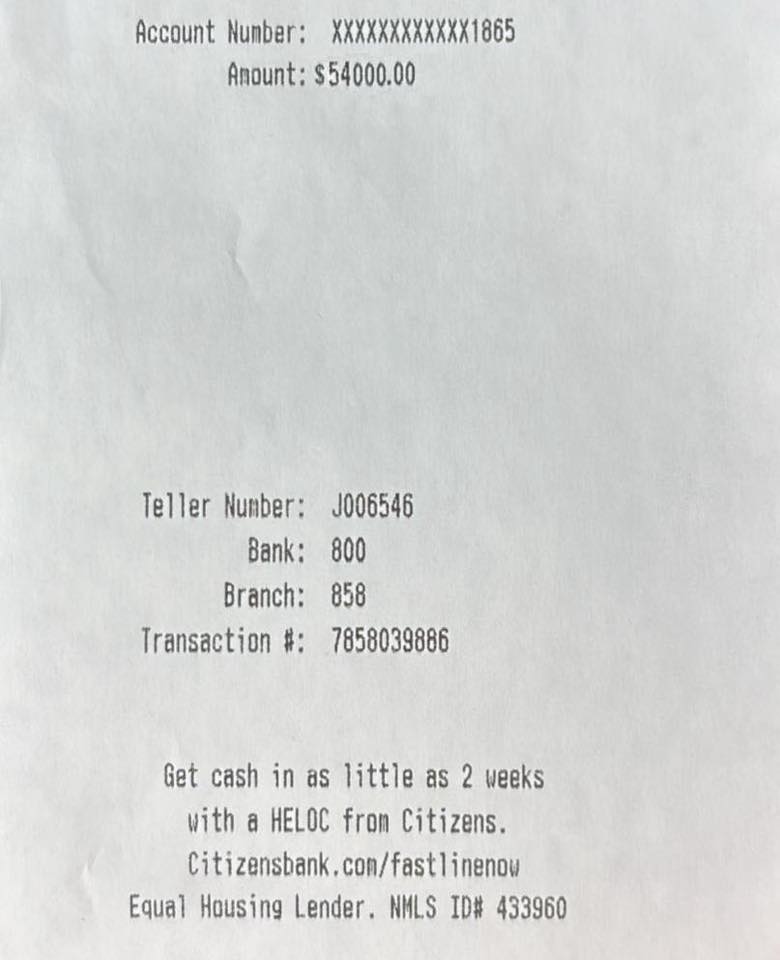 Account Number: XXXXXXXXXXXX1865
Amount: $54000.00
Teller Number: J006546
Bank: 800
Branch: 858
Transaction #: 7858039886
Get cash in as little as 2 weeks
with a HELOC from Citizens.
Citizensbank.com/fastlinenow
Equal Housing Lender. NMLS ID# 433960